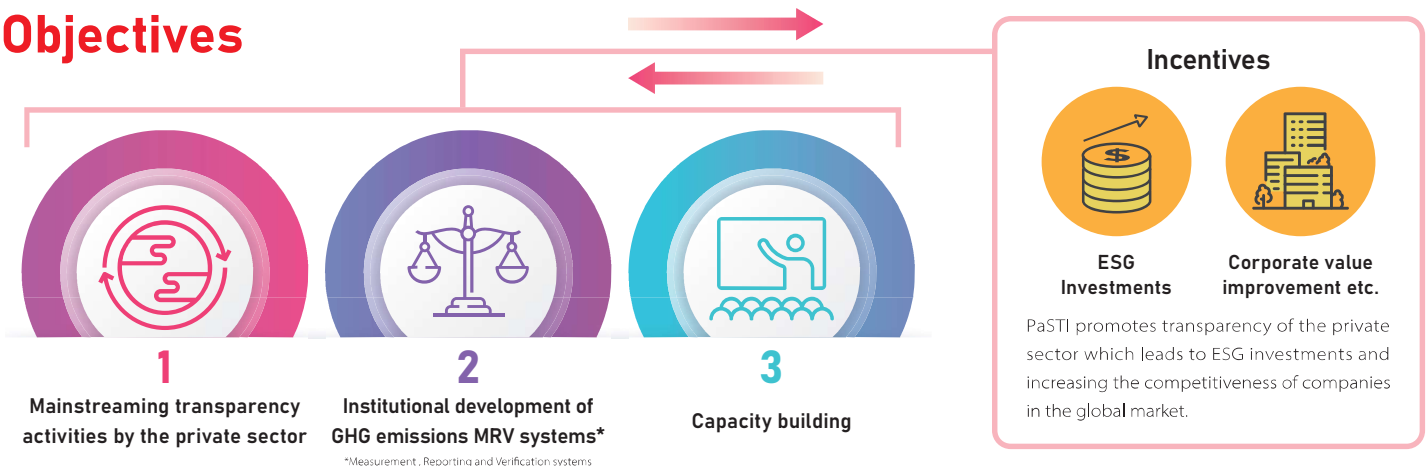 Objectives
1
Mainstreaming transparency
activities by the private sector
2
Institutional development of
GHG emissions MRV systems*
*Measurement , Reporting and Verification systems
3
Capacity building
Incentives
$
ESG
Investments
Corporate value
improvement etc.
PaSTI promotes transparency of the private
sector which leads to ESG investments and
increasing the competitiveness of companies
in the global market.